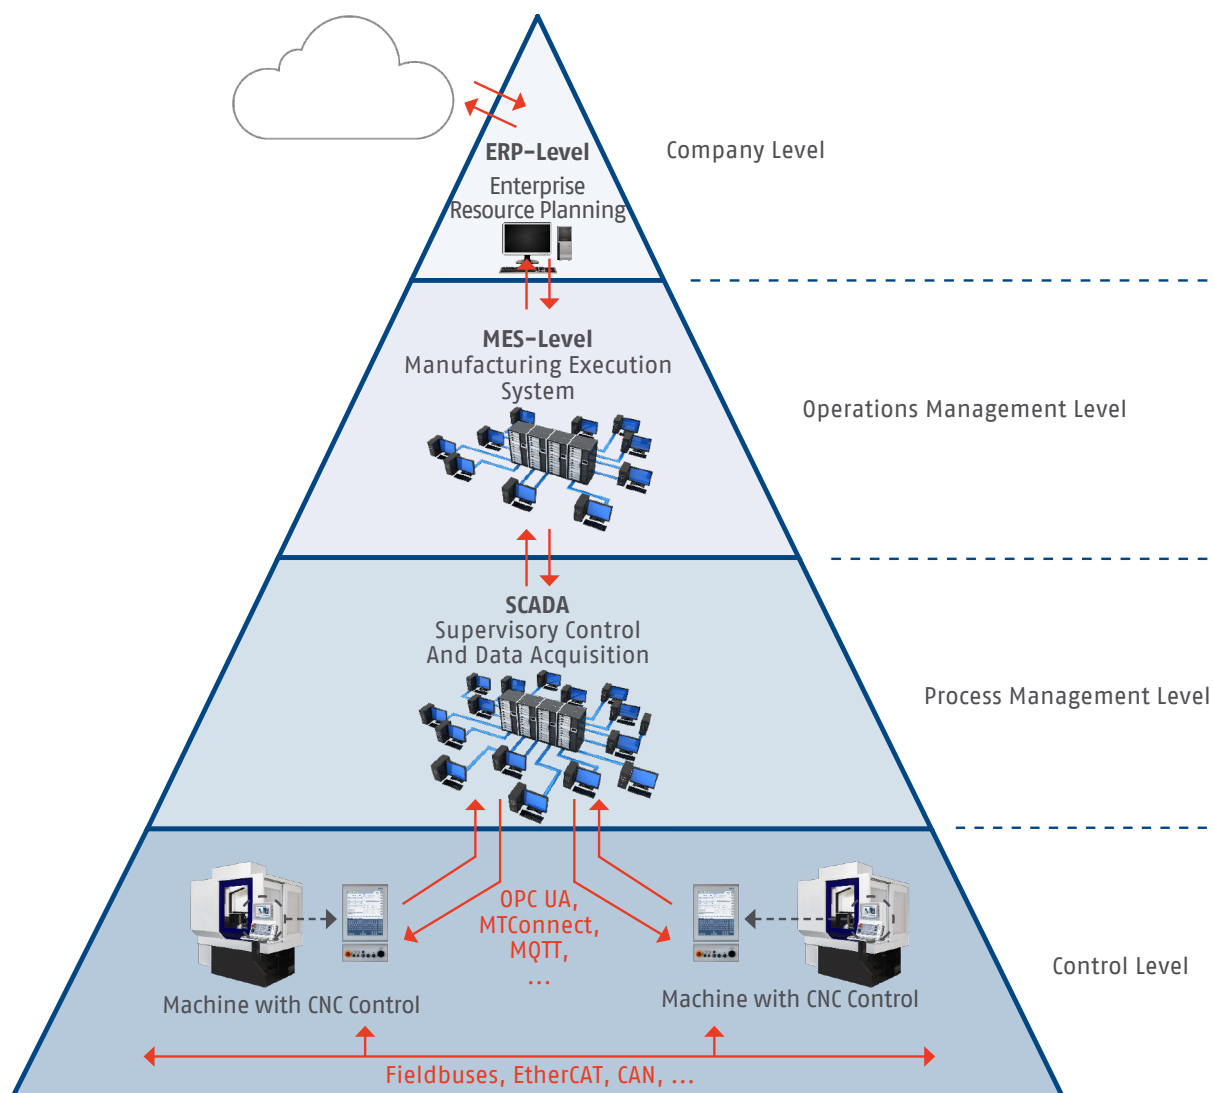 ERP-Level
Company Level
Enterprise
Resource Planning
MES-Level
Manufacturing Execution
System
Operations Management Level
SCADA
Supervisory Control
And Data Acquisition
Process Management Level
OPC UA,
MTConnect,
MQTT,
...
Machine with CNC Control
Machine with CNC Control
Control Level
Fieldbuses, EtherCAT, CAN, ...